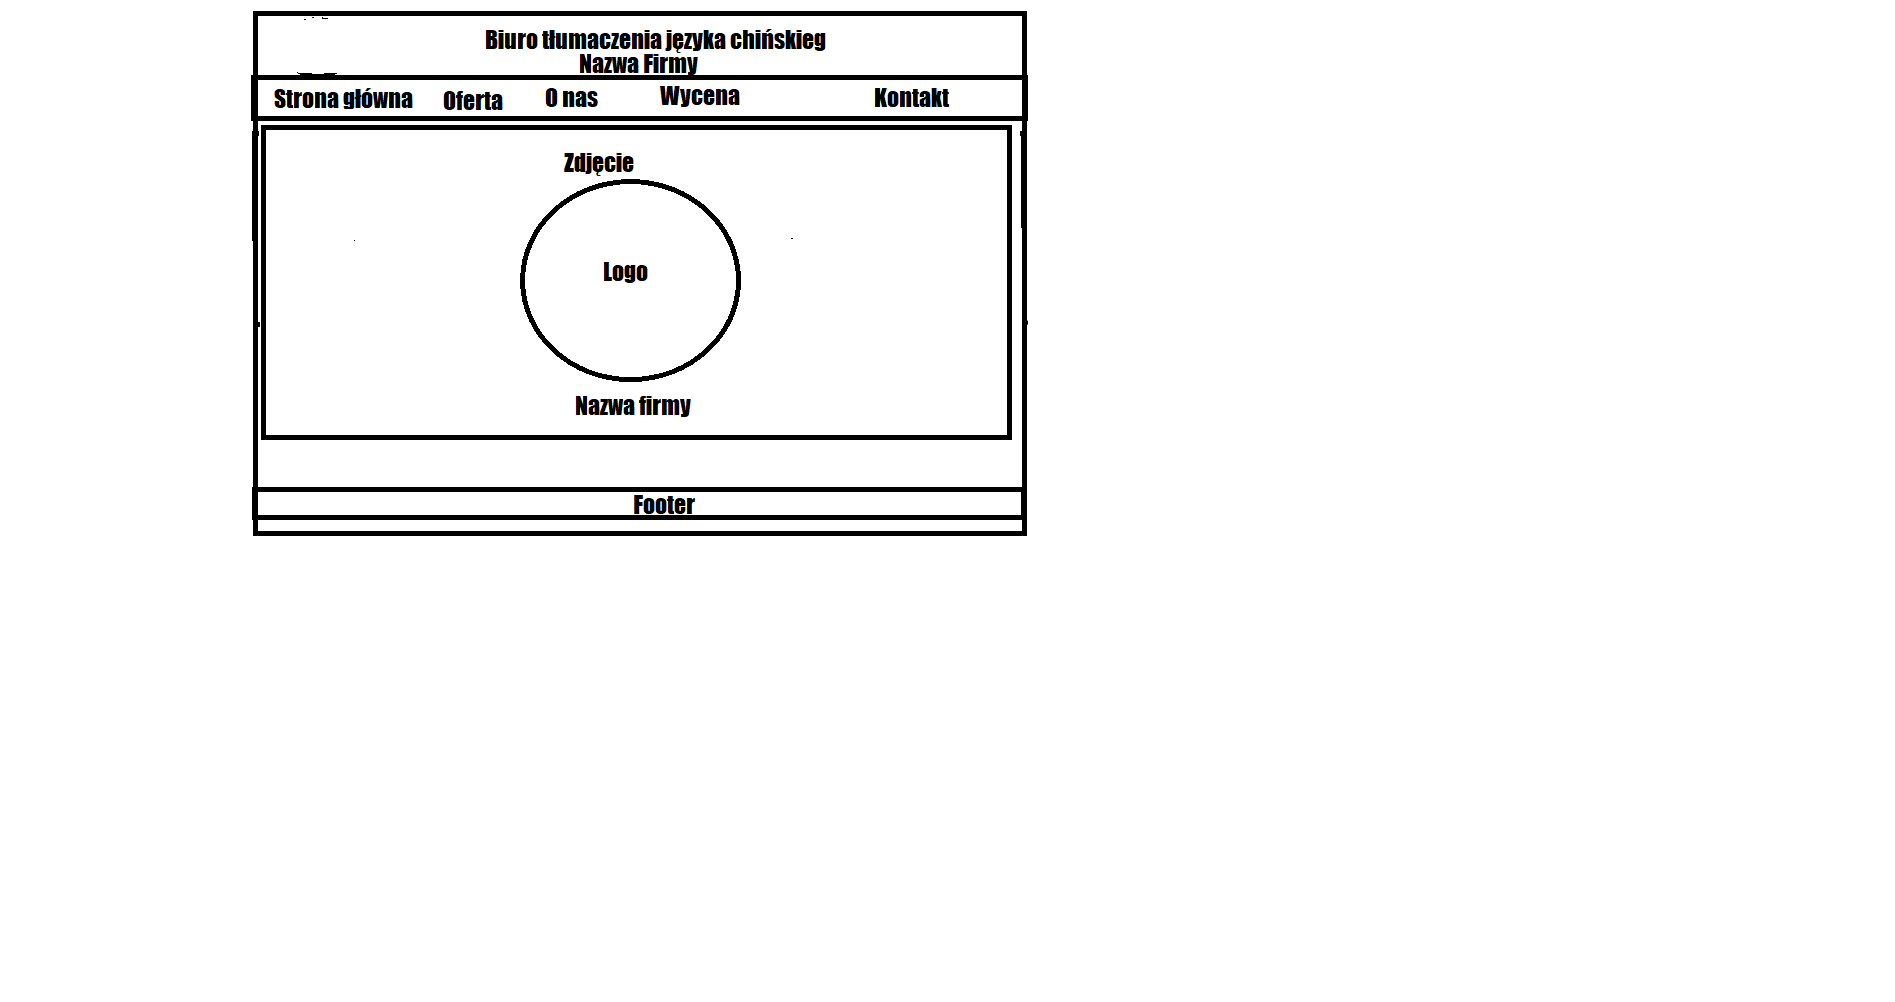 Biuro tłumaczenia języka chińskieg
Nazwa Firmy
Strona główna Oferta O nas Wycena Kontakt
Zdjęcie
Logo
Nazwa firmy
Footer